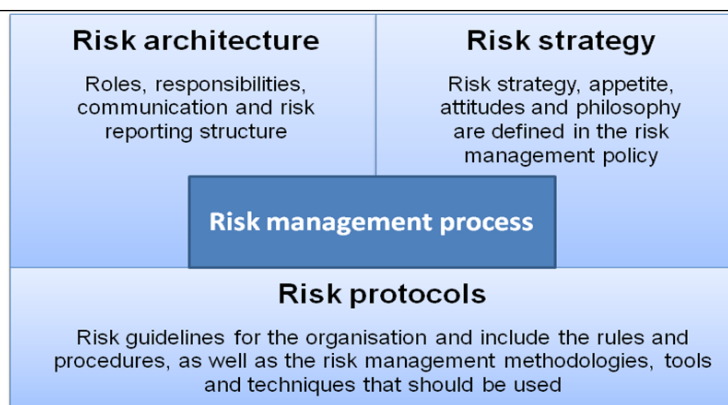 Risk architecture
Roles, responsibilities,
communication and risk
reporting structure
Risk strategy
Risk strategy, appetite,
attitudes and philosophy
are defined in the risk
management policy
Risk management process
Risk protocols
Risk guidelines for the organisation and include the rules and
procedures, as well as the risk management methodologies, tools
and techniques that should be used